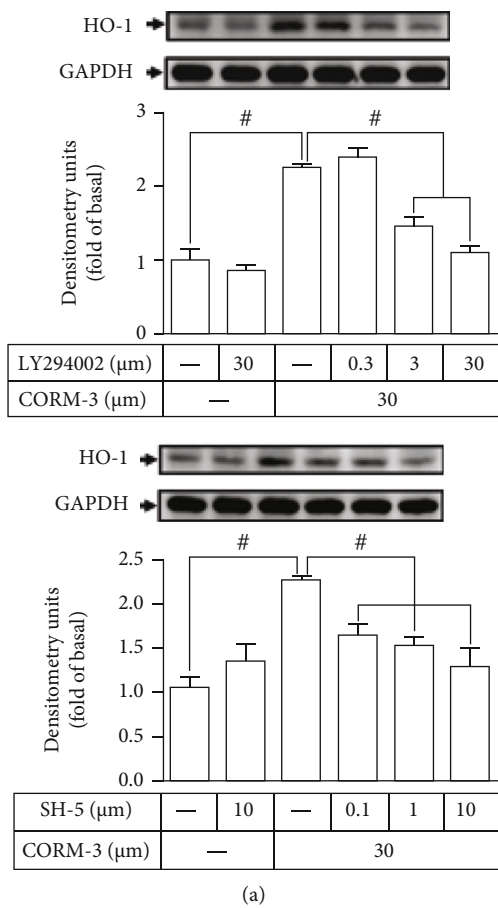 HO-1
GAPDH
# #
3
2
1
0
Densitometry units
(fold of basal)
LY294002 (μm) — 30 — 0.3 3 30
CORM-3 (μm) — 30
HO-1
GAPDH
# #
2.5
2.0
1.5
1.0
0.5
0.0
Densitometry units
(fold of basal)
SH-5 (μm) — 10 — 0.1 1 10
CORM-3 (μm) — 30
(a)